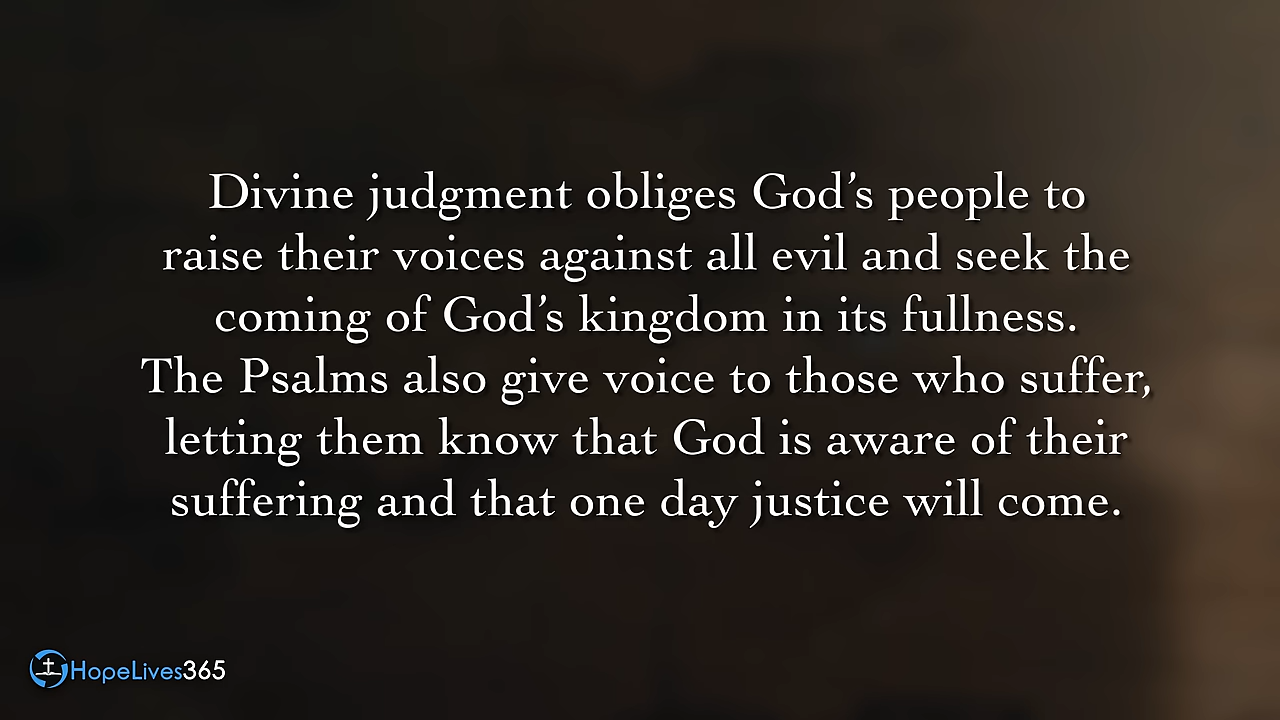 Divine judgment obliges God’s people to
raise their voices against all evil and seek the
coming of God’s kingdom in its fullness.
The Psalms also give voice to those who suffer,
letting them know that God is aware of their
suffering and that one day justice will come.
HopeLives365